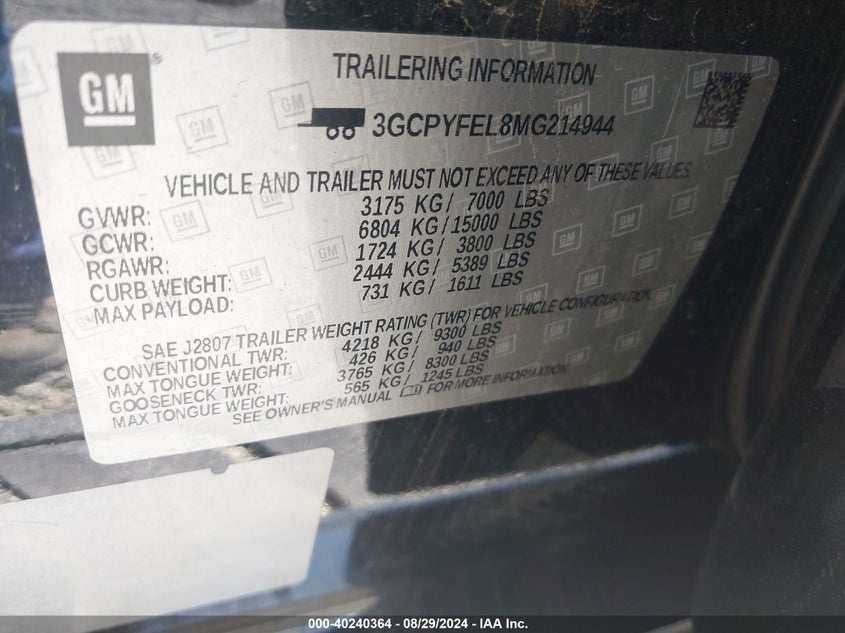 GM ®
TRAILERING INFORMATION
3GCPYFEL8MG214944
VEHICLE AND TRAILER MUST NOT EXCEED ANY OF THESE VALUES.
GVWR: 3175 KG/ 7000 LBS
GCWR: 6804 KG/15000 LBS
RGAWR: 1724 KG/ 3800 LBS
CURB WEIGHT: 2444 KG/ 5389 LBS
MAX PAYLOAD: 731 KG/ 1611 LBS
SAE J2807 TRAILER WEIGHT RATING (TWR) FOR VEHICLE CONFIGURATION
CONVENTIONAL TWR: 4218 KG/ 9300 LBS
MAX TONGUE WEIGHT: 426 KG/ 940 LBS
GOOSENECK TWR: 3765 KG/ 8300 LBS
MAX TONGUE WEIGHT: 565 KG/ 1245 LBS
SEE OWNER'S MANUAL FOR MORE INFORMATION
000-40240364 / 08/29/2024 - IAA Inc.